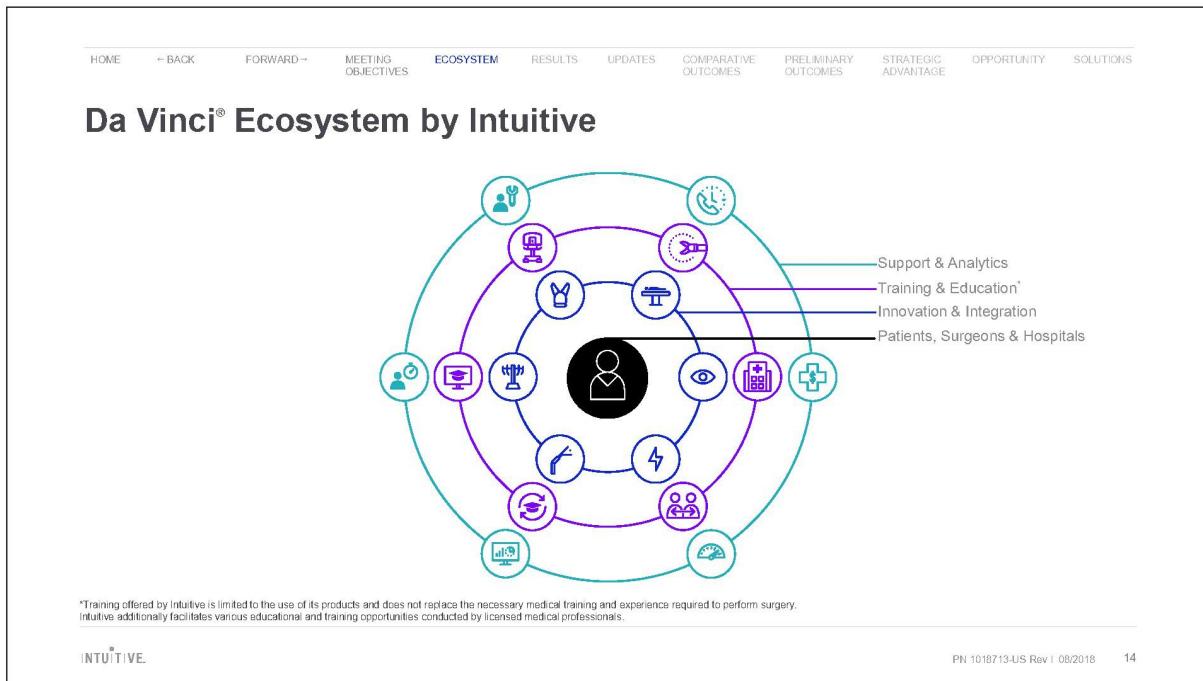 HOME ←BACK FORWARD→ MEETING OBJECTIVES ECOSYSTEM RESULTS UPDATES COMPARATIVE OUTCOMES PRELIMINARY OUTCOMES STRATEGIC ADVANTAGE OPPORTUNITY SOLUTIONS
Da Vinci® Ecosystem by Intuitive
Support & Analytics
Training & Education*
Innovation & Integration
Patients, Surgeons & Hospitals
*Training offered by Intuitive is limited to the use of its products and does not replace the necessary medical training and experience required to perform surgery.
Intuitive additionally facilitates various educational and training opportunities conducted by licensed medical professionals.
INTUITIVE.
PN 1018713-US Rev I 08/2018 14